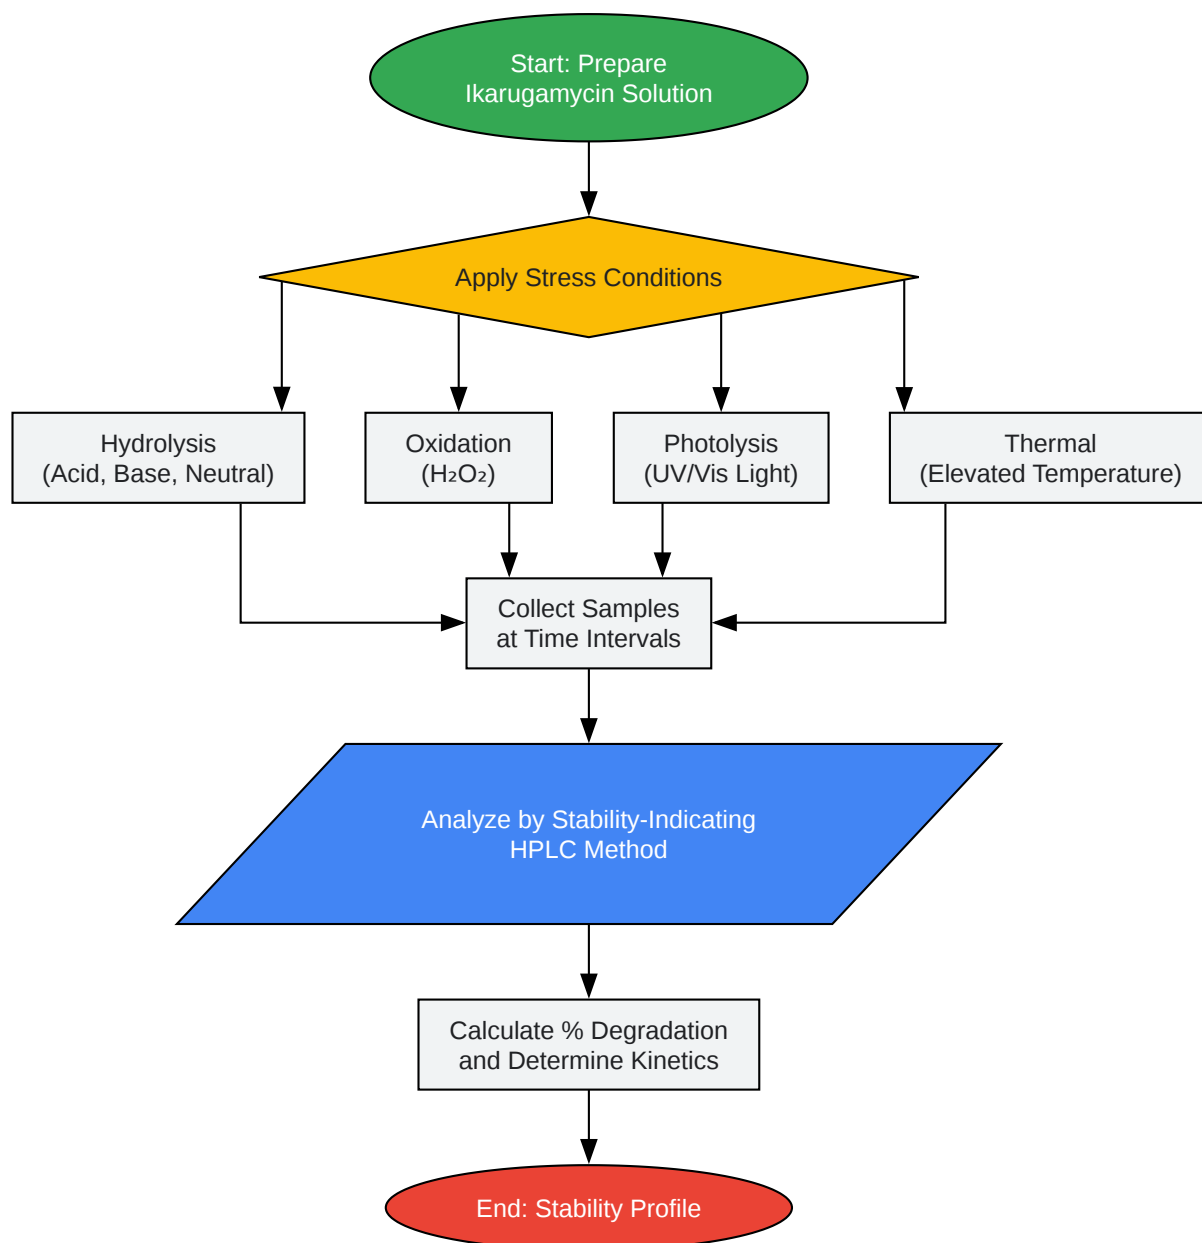 Start: Prepare
Ikarugamycin Solution
Apply Stress Conditions
Hydrolysis
(Acid, Base, Neutral)
Oxidation
(H₂O₂)
Photolysis
(UV/Vis Light)
Thermal
(Elevated Temperature)
Collect Samples
at Time Intervals
Analyze by Stability-Indicating
HPLC Method
Calculate % Degradation
and Determine Kinetics
End: Stability Profile